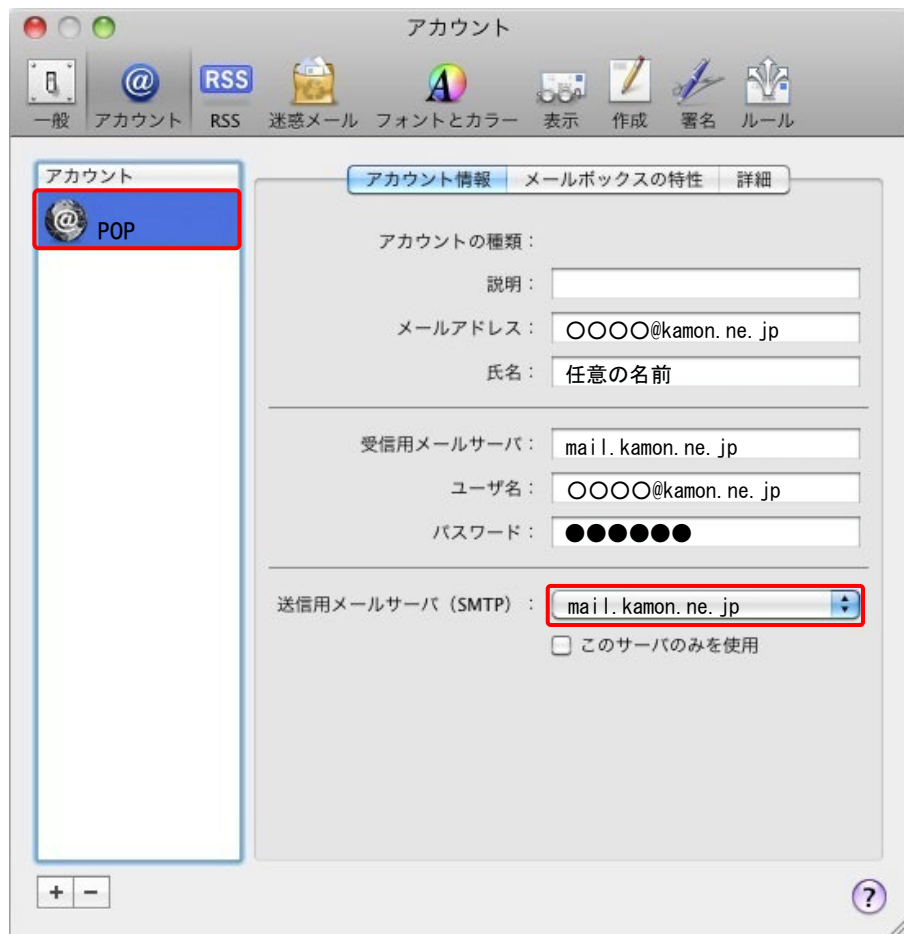 アカウント
RSS
一般 アカウント RSS 迷惑メール フォントとカラー 表示 作成 署名 ルール
アカウント
@ POP
アカウント情報 メールボックスの特性 詳細
アカウントの種類：
説明：
メールアドレス： 〇〇〇〇@kamon.ne.jp
氏名： 任意の名前
受信用メールサーバ： mail.kamon.ne.jp
ユーザ名： 〇〇〇〇@kamon.ne.jp
パスワード： ●●●●●●
送信用メールサーバ（SMTP）： mail.kamon.ne.jp
このサーバのみを使用
+ − ?